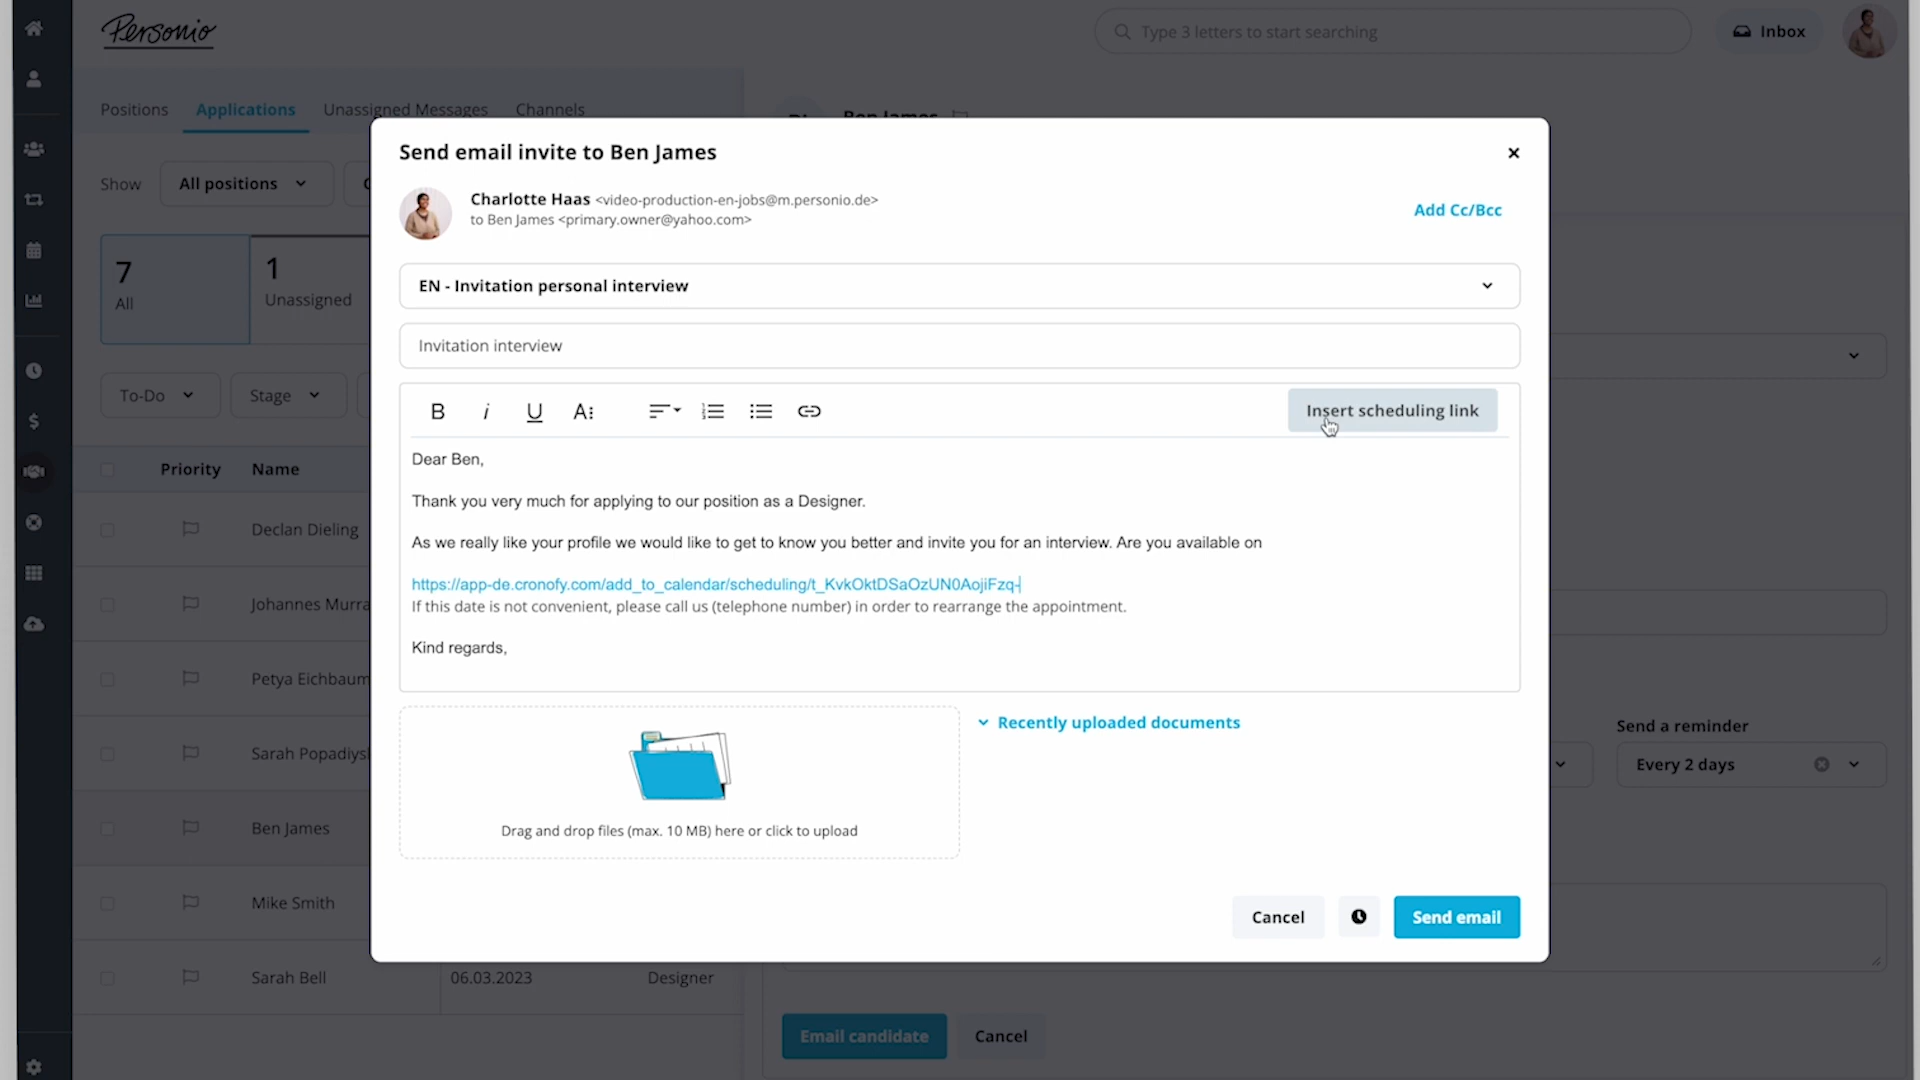 Personio
Type 3 letters to start searching
Inbox
Positions
Applications
Unassigned Messages
Channels
Ben James
Show
All positions
7
All
1
Unassigned
To-Do
Stage
Priority
Name
Declan Dieling
Johannes Murra
Petya Eichbaum
Sarah Popadiys
Ben James
Mike Smith
Sarah Bell
06.03.2023
Designer
Send email invite to Ben James
Charlotte Haas <video-production-en-jobs@m.personio.de>
to Ben James <primary.owner@yahoo.com>
Add Cc/Bcc
EN - Invitation personal interview
Invitation interview
B i U A
Insert scheduling link
Dear Ben,
Thank you very much for applying to our position as a Designer.
As we really like your profile we would like to get to know you better and invite you for an interview. Are you available on
https://app-de.cronofy.com/add_to_calendar/scheduling/t_KvkOktDSaOzUN0AojiFzq-
If this date is not convenient, please call us (telephone number) in order to rearrange the appointment.
Kind regards,
Drag and drop files (max. 10 MB) here or click to upload
Recently uploaded documents
Cancel
Send email
Send a reminder
Every 2 days
Email candidate
Cancel